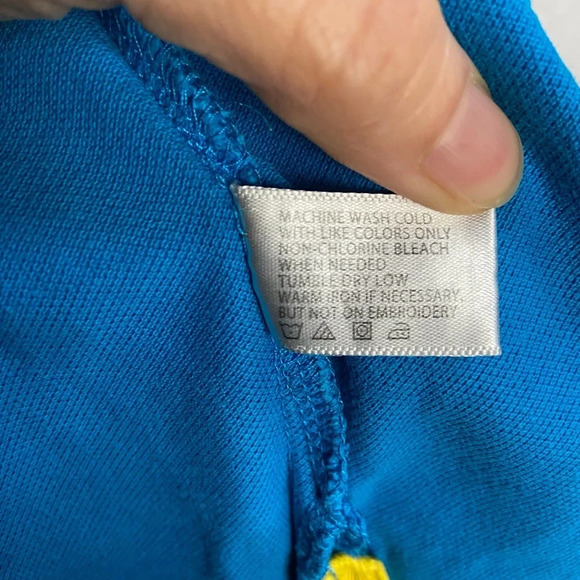 MACHINE WASH COLD
WITH LIKE COLORS ONLY
NON-CHLORINE BLEACH
WHEN NEEDED
TUMBLE DRY LOW
WARM IRON IF NECESSARY,
BUT NOT ON EMBROIDERY